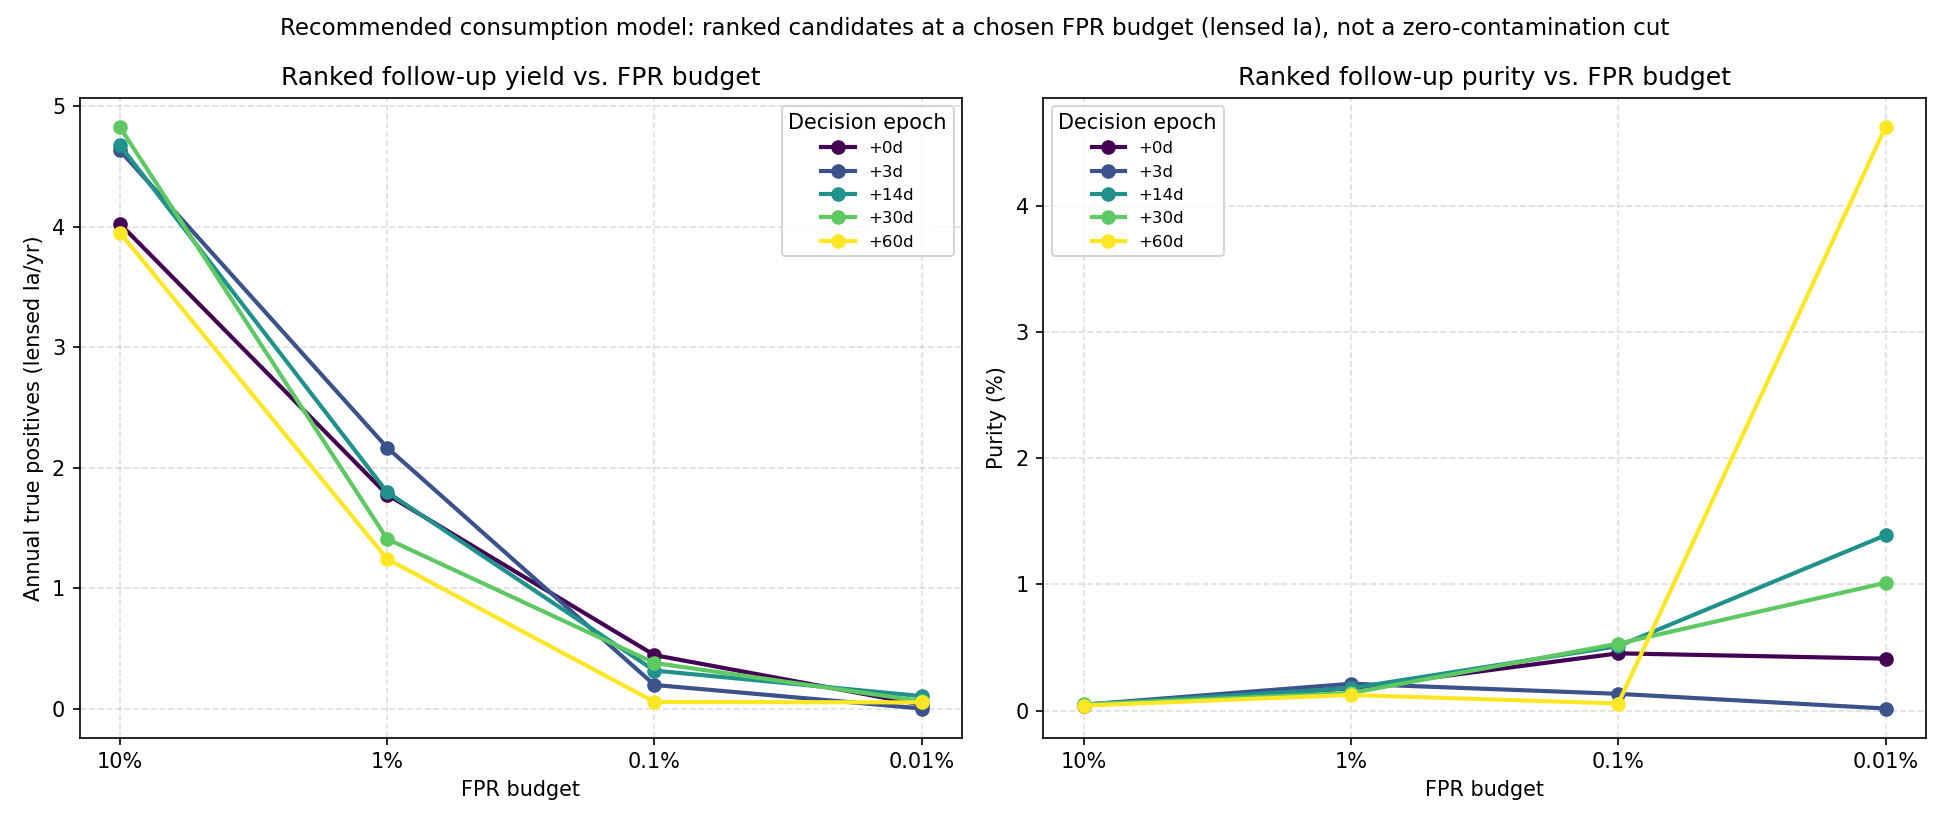 Recommended consumption model: ranked candidates at a chosen FPR budget (lensed Ia), not a zero-contamination cut
Ranked follow-up yield vs. FPR budget
Annual true positives (lensed Ia/yr)
5
4
3
2
1
0
10%
1%
0.1%
0.01%
FPR budget
Decision epoch
+0d
+3d
+14d
+30d
+60d
Ranked follow-up purity vs. FPR budget
Purity (%)
4
3
2
1
0
10%
1%
0.1%
0.01%
FPR budget
Decision epoch
+0d
+3d
+14d
+30d
+60d